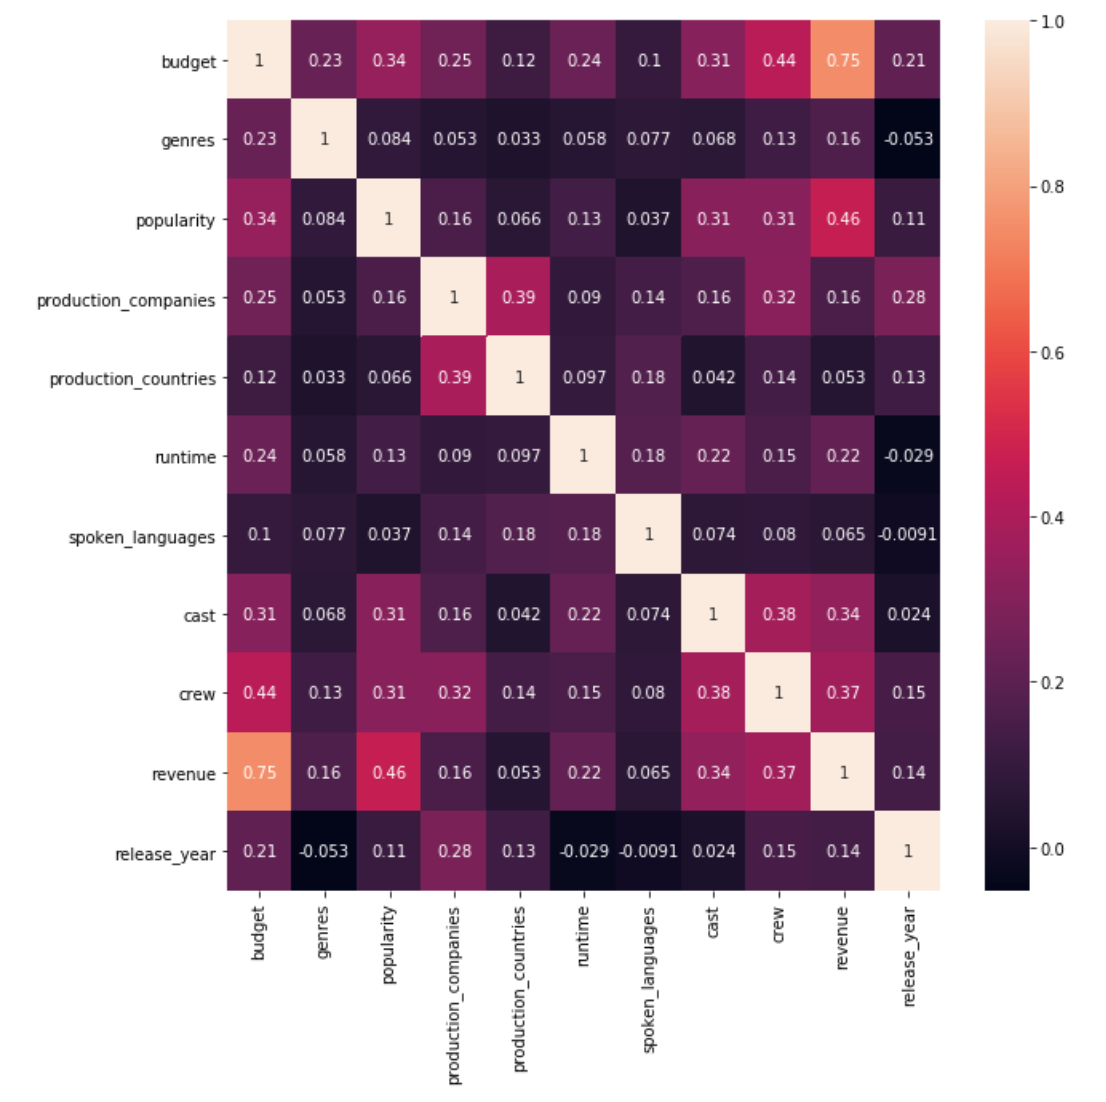 budget 1 0.23 0.34 0.25 0.12 0.24 0.1 0.31 0.44 0.75 0.21
genres 0.23 1 0.084 0.053 0.033 0.058 0.077 0.068 0.13 0.16 -0.053
popularity 0.34 0.084 1 0.16 0.066 0.13 0.037 0.31 0.31 0.46 0.11
production_companies 0.25 0.053 0.16 1 0.39 0.09 0.14 0.16 0.32 0.16 0.28
production_countries 0.12 0.033 0.066 0.39 1 0.097 0.18 0.042 0.14 0.053 0.13
runtime 0.24 0.058 0.13 0.09 0.097 1 0.18 0.22 0.15 0.22 -0.029
spoken_languages 0.1 0.077 0.037 0.14 0.18 0.18 1 0.074 0.08 0.065 -0.0091
cast 0.31 0.068 0.31 0.16 0.042 0.22 0.074 1 0.38 0.34 0.024
crew 0.44 0.13 0.31 0.32 0.14 0.15 0.08 0.38 1 0.37 0.15
revenue 0.75 0.16 0.46 0.16 0.053 0.22 0.065 0.34 0.37 1 0.14
release_year 0.21 -0.053 0.11 0.28 0.13 -0.029 -0.0091 0.024 0.15 0.14 1
budget
genres
popularity
production_companies
production_countries
runtime
spoken_languages
cast
crew
revenue
release_year
1.0
0.8
0.6
0.4
0.2
0.0